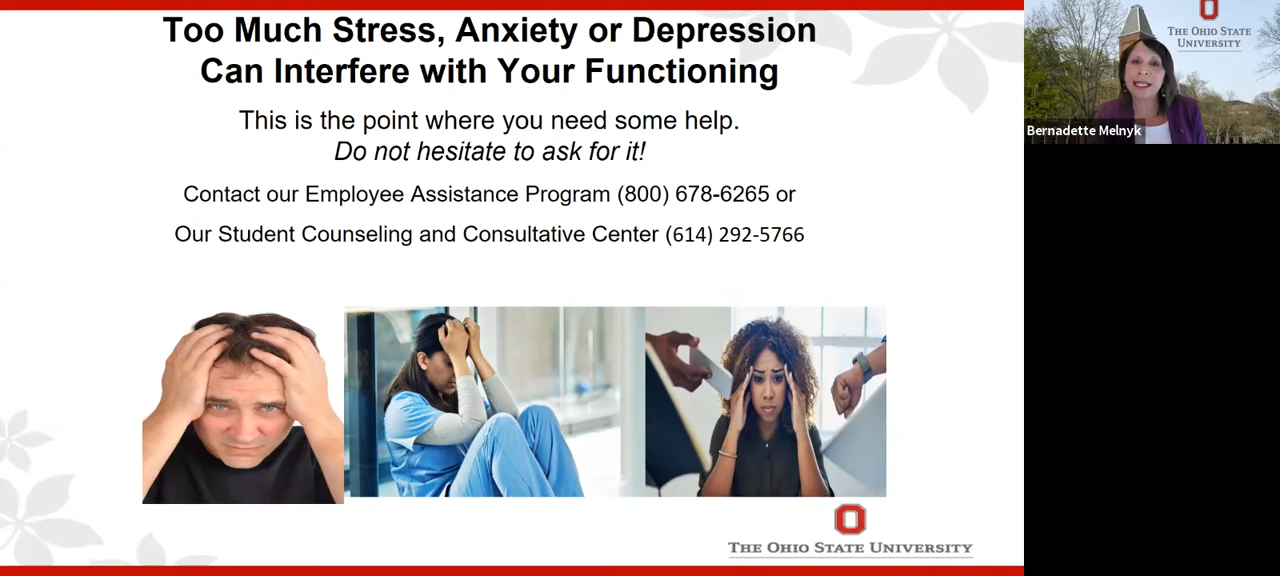 Too Much Stress, Anxiety or Depression
Can Interfere with Your Functioning
This is the point where you need some help.
Do not hesitate to ask for it!
Contact our Employee Assistance Program (800) 678-6265 or
Our Student Counseling and Consultative Center (614) 292-5766
THE OHIO STATE UNIVERSITY
THE OHIO STATE
UNIVERSITY
Bernadette Melnyk